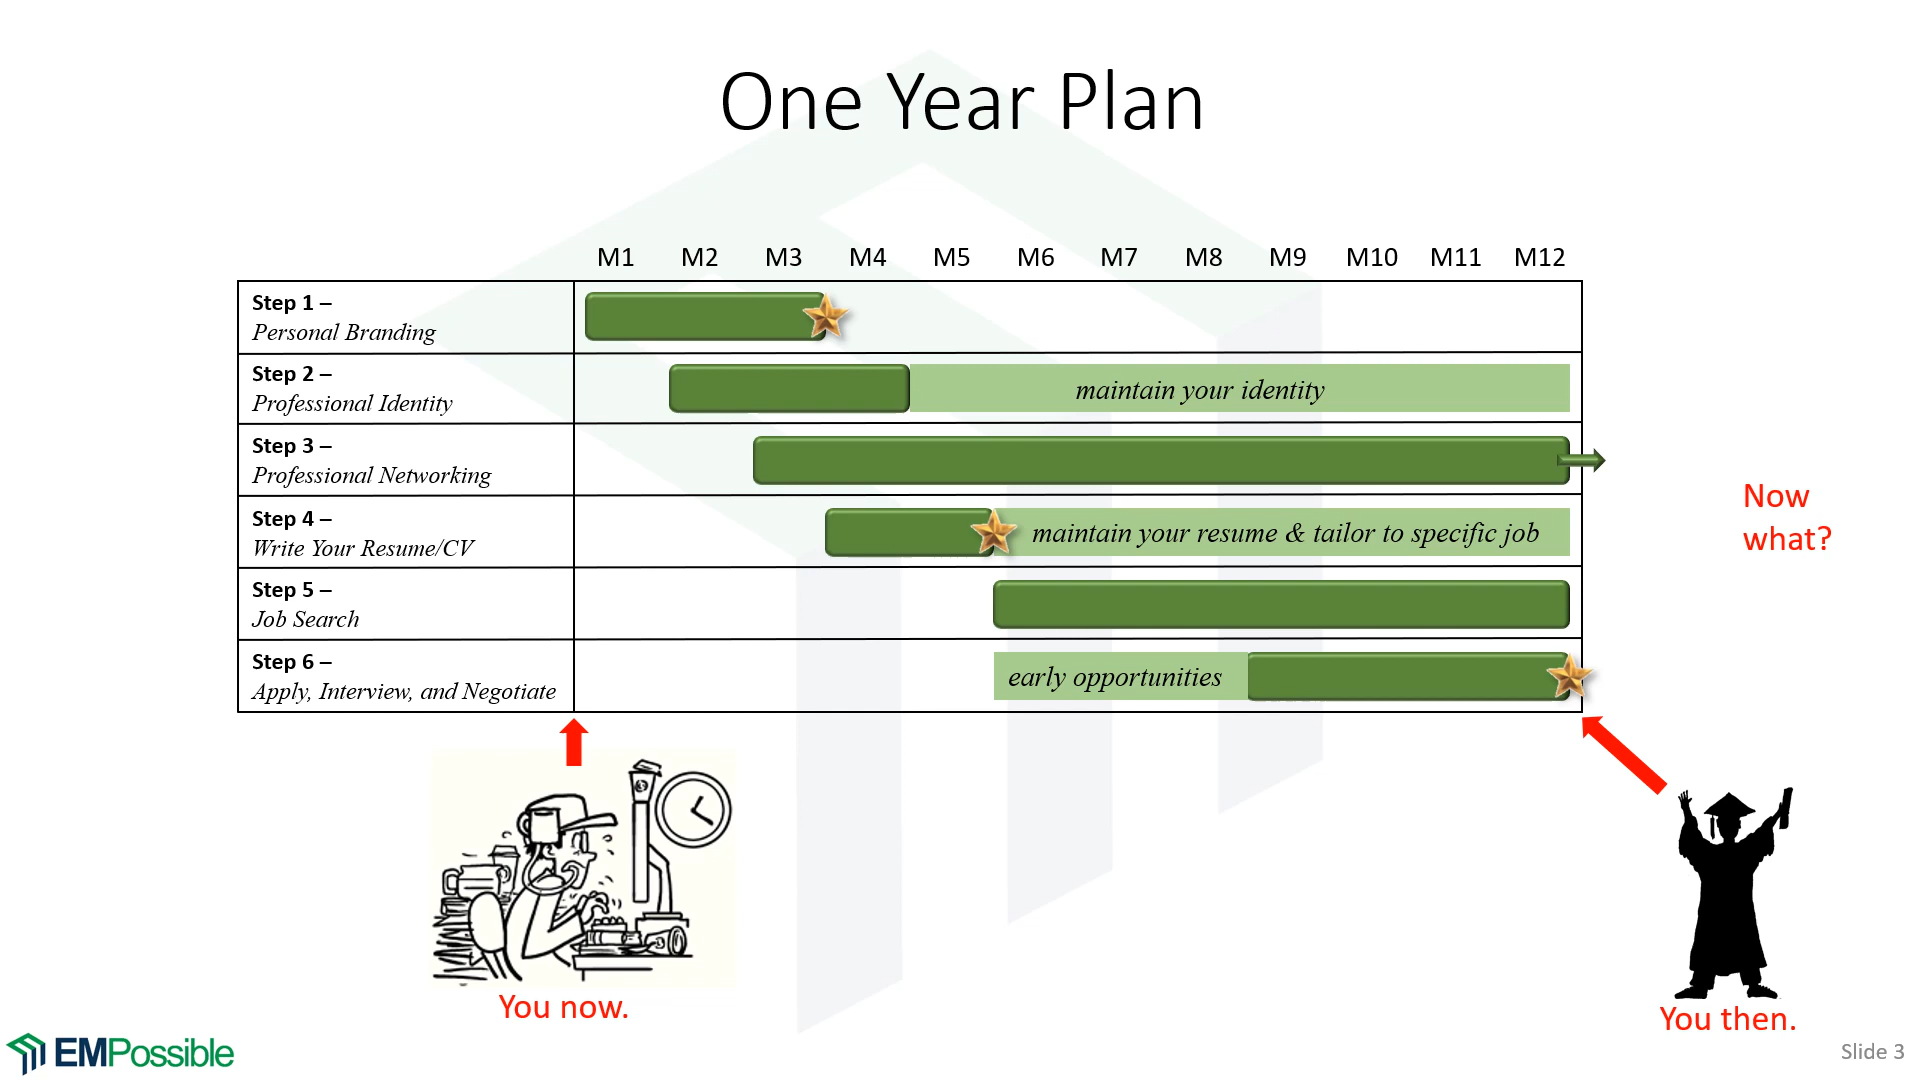 One Year Plan
M1 M2 M3 M4 M5 M6 M7 M8 M9 M10 M11 M12
Step 1 –
Personal Branding
Step 2 –
Professional Identity
maintain your identity
Step 3 –
Professional Networking
Step 4 –
Write Your Resume/CV
maintain your resume & tailor to specific job
Step 5 –
Job Search
Step 6 –
Apply, Interview, and Negotiate
early opportunities
Now
what?
You now.
You then.
EMPossible
Slide 3